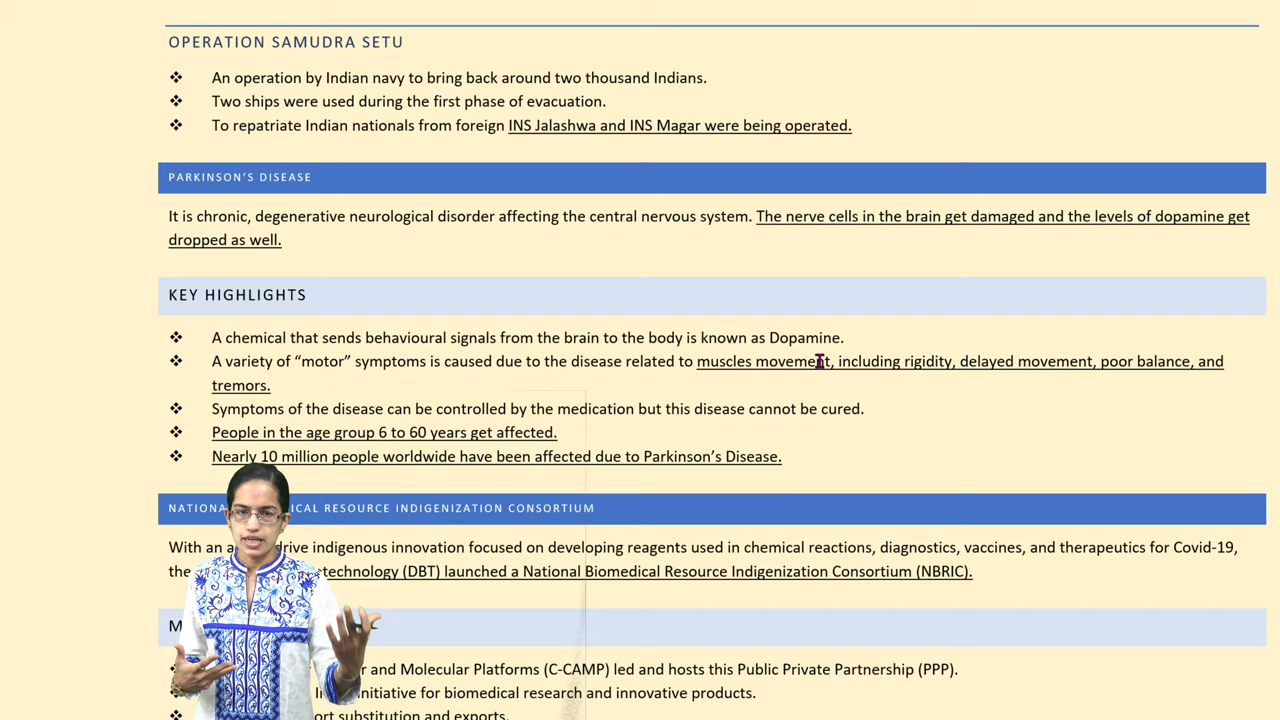 OPERATION SAMUDRA SETU
❖ An operation by Indian navy to bring back around two thousand Indians.
❖ Two ships were used during the first phase of evacuation.
❖ To repatriate Indian nationals from foreign INS Jalashwa and INS Magar were being operated.
PARKINSON'S DISEASE
It is chronic, degenerative neurological disorder affecting the central nervous system. The nerve cells in the brain get damaged and the levels of dopamine get
dropped as well.
KEY HIGHLIGHTS
❖ A chemical that sends behavioural signals from the brain to the body is known as Dopamine.
❖ A variety of “motor” symptoms is caused due to the disease related to muscles movement, including rigidity, delayed movement, poor balance, and
tremors.
❖ Symptoms of the disease can be controlled by the medication but this disease cannot be cured.
❖ People in the age group 6 to 60 years get affected.
❖ Nearly 10 million people worldwide have been affected due to Parkinson's Disease.
RESOURCE INDIGENIZATION CONSORTIUM
With an drive indigenous innovation focused on developing reagents used in chemical reactions, diagnostics, vaccines, and therapeutics for Covid-19,
the (DBT) launched a National Biomedical Resource Indigenization Consortium (NBRIC).
and Molecular Platforms (C-CAMP) led and hosts this Public Private Partnership (PPP).
initiative for biomedical research and innovative products.
substitution and exports.